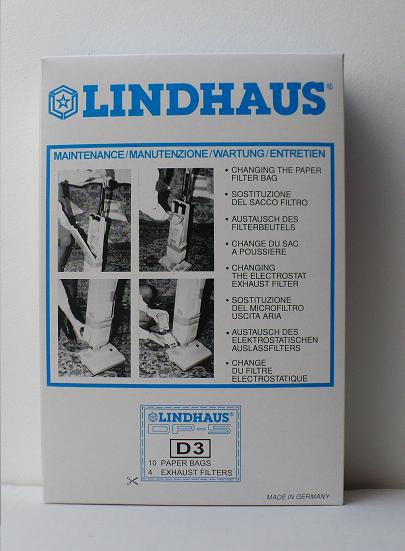 LINDHAUS®
MAINTENANCE/MANUTENZIONE/WARTUNG/ENTRETIEN
• CHANGING THE PAPER
FILTER BAG
• SOSTITUZIONE
DEL SACCO FILTRO
• AUSTAUSCH DES
FILTERBEUTELS
• CHANGE DU SAC
A POUSSIERE
• CHANGING
THE ELECTROSTAT
EXHAUST FILTER
• SOSTITUZIONE
DEL MICROFILTRO
USCITA ARIA
• AUSTAUSCH DES
ELEKTROSTATISCHEN
AUSLASSFILTERS
• CHANGE
DU FILTRE
ELECTROSTATIQUE
LINDHAUS®
DP-5
D3
10 PAPER BAGS
4 EXHAUST FILTERS
MADE IN GERMANY